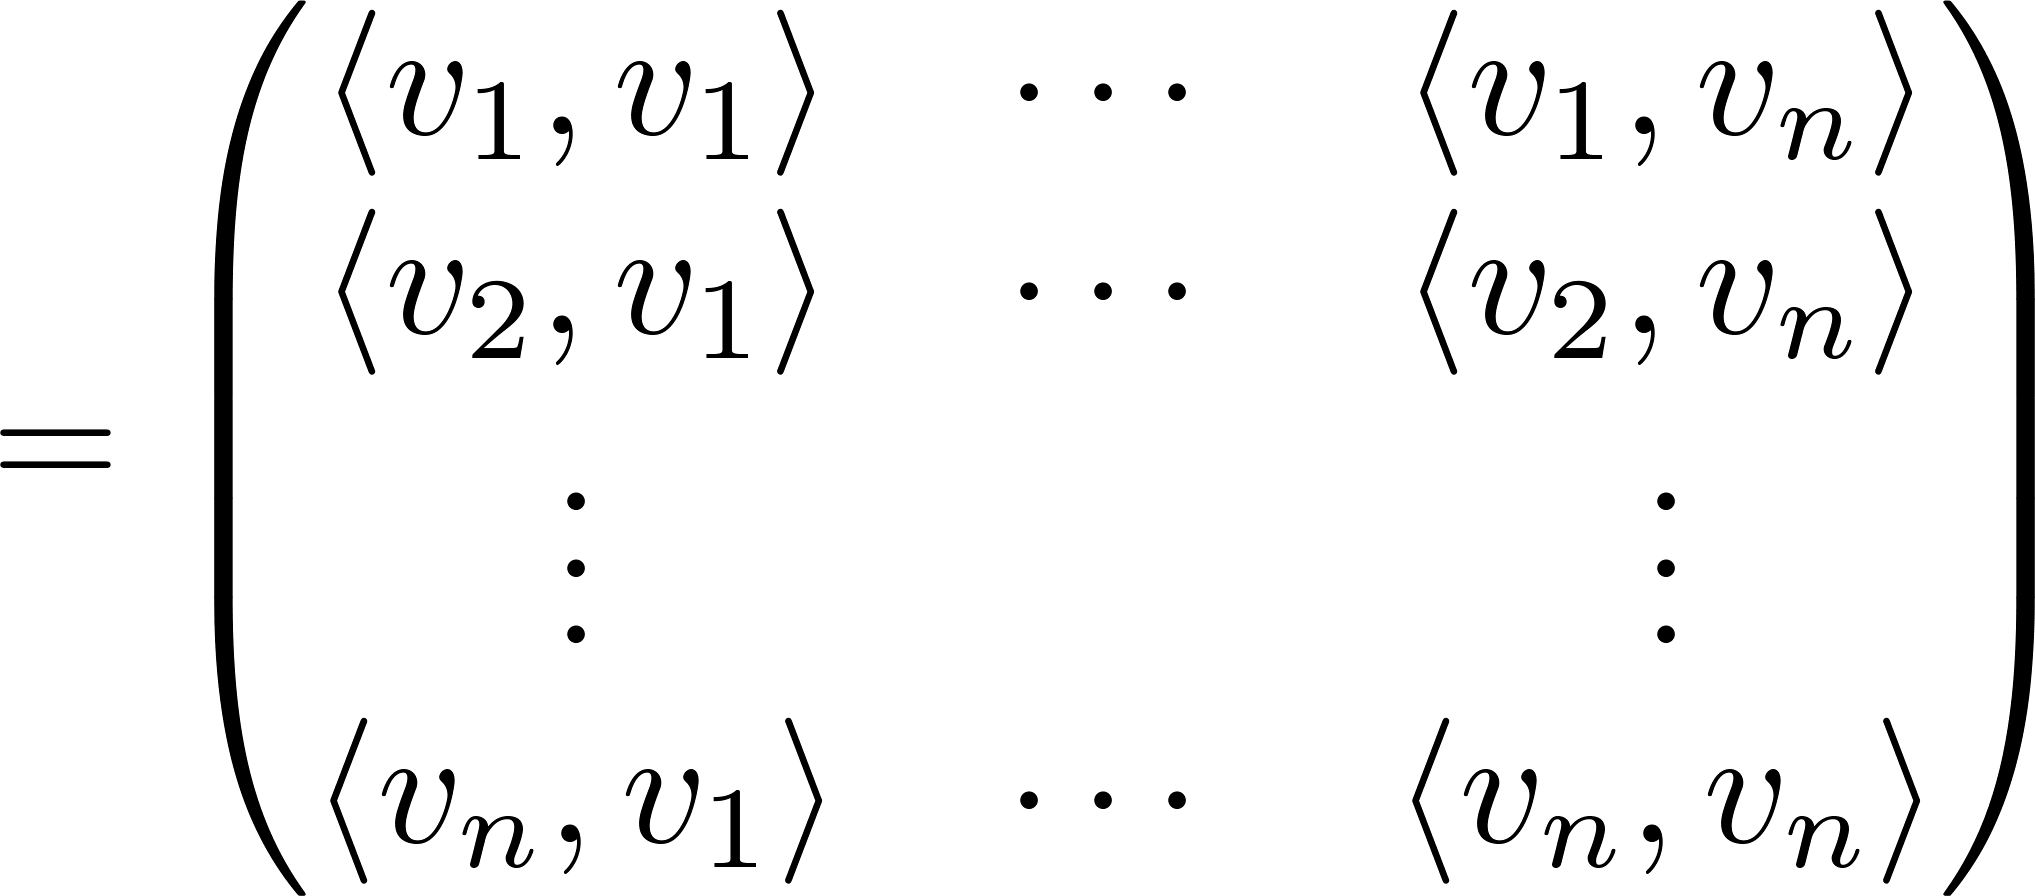 = ( ⟨v₁, v₁⟩ ⋯ ⟨v₁, vₙ⟩
⟨v₂, v₁⟩ ⋯ ⟨v₂, vₙ⟩
⋮ ⋮
⟨vₙ, v₁⟩ ⋯ ⟨vₙ, vₙ⟩ )